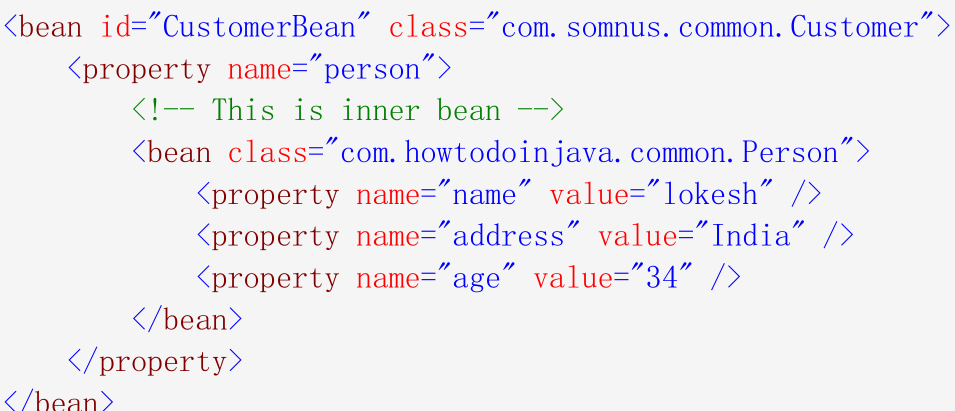 <bean id="CustomerBean" class="com.somnus.common.Customer">
    <property name="person">
        <!-- This is inner bean -->
        <bean class="com.howtodoinjava.common.Person">
            <property name="name" value="lokesh" />
            <property name="address" value="India" />
            <property name="age" value="34" />
        </bean>
    </property>
</bean>